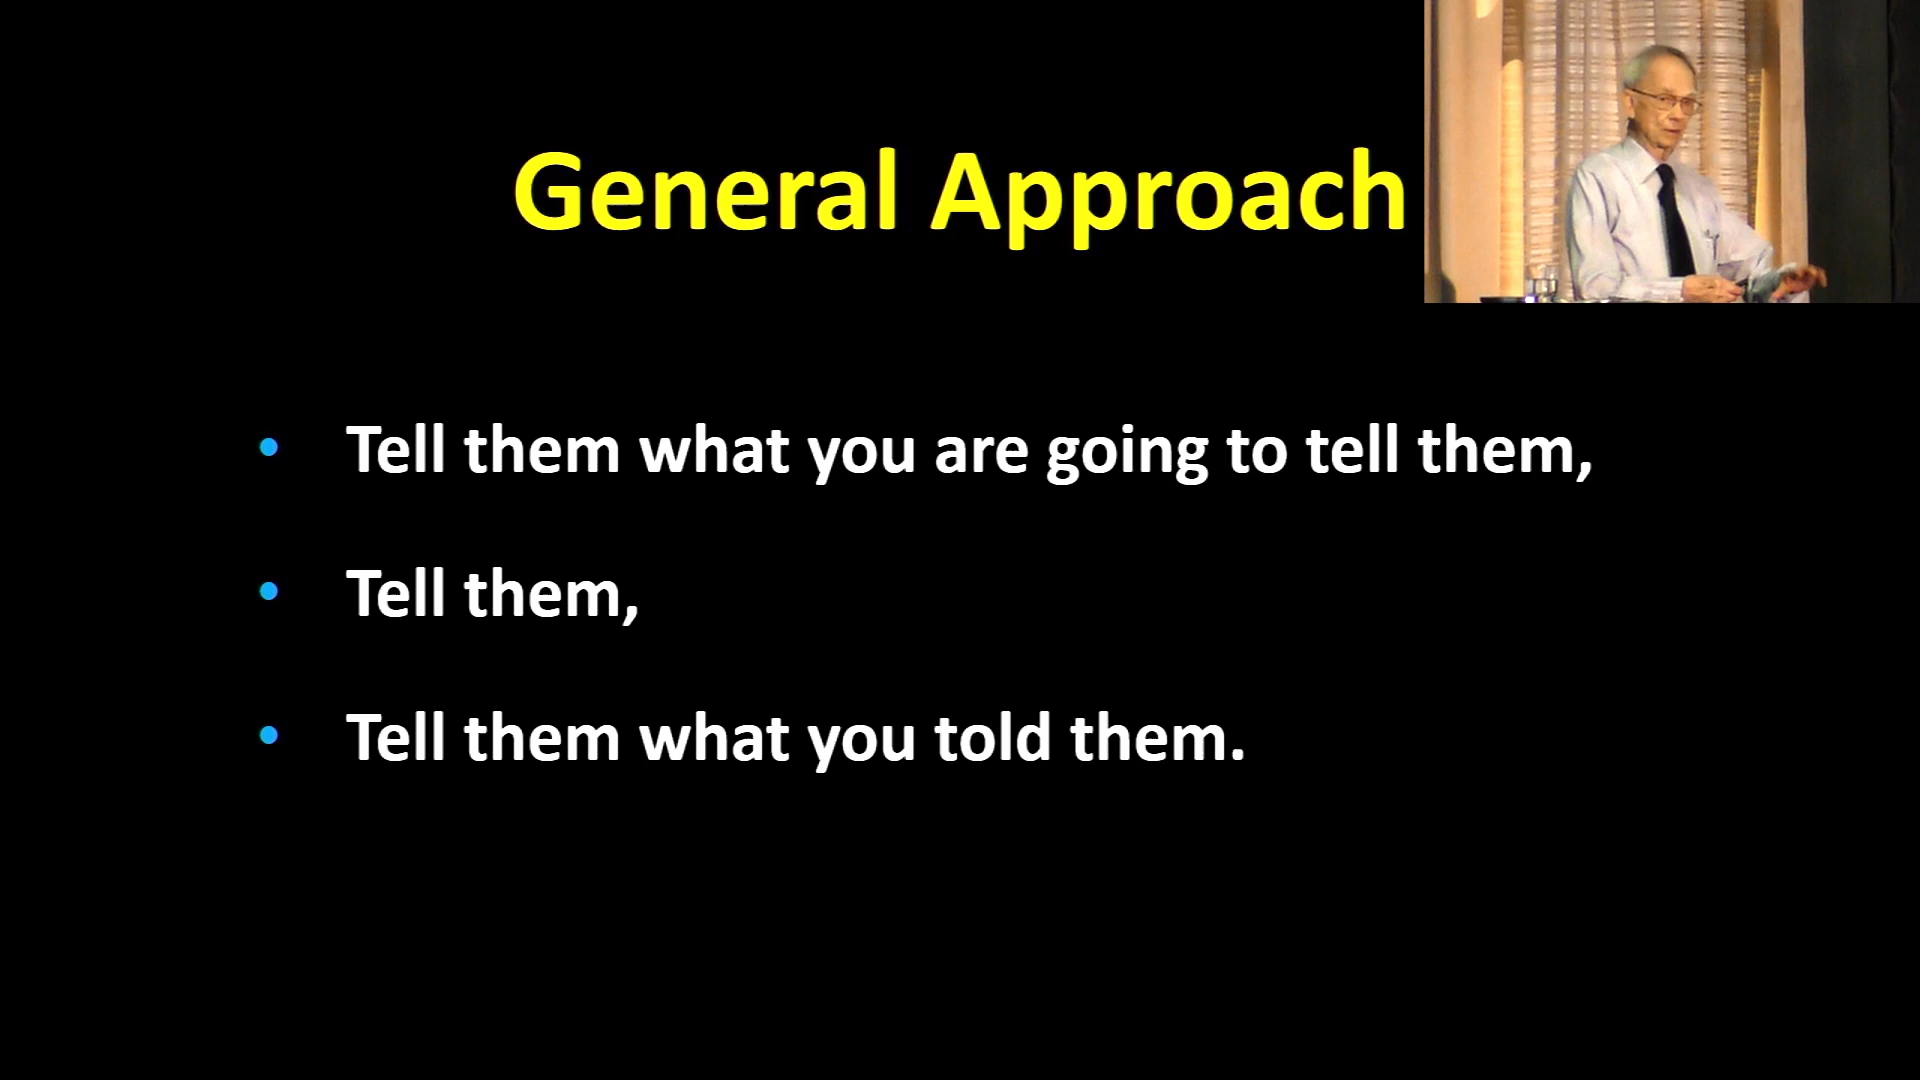 General Approach
• Tell them what you are going to tell them,
• Tell them,
• Tell them what you told them.